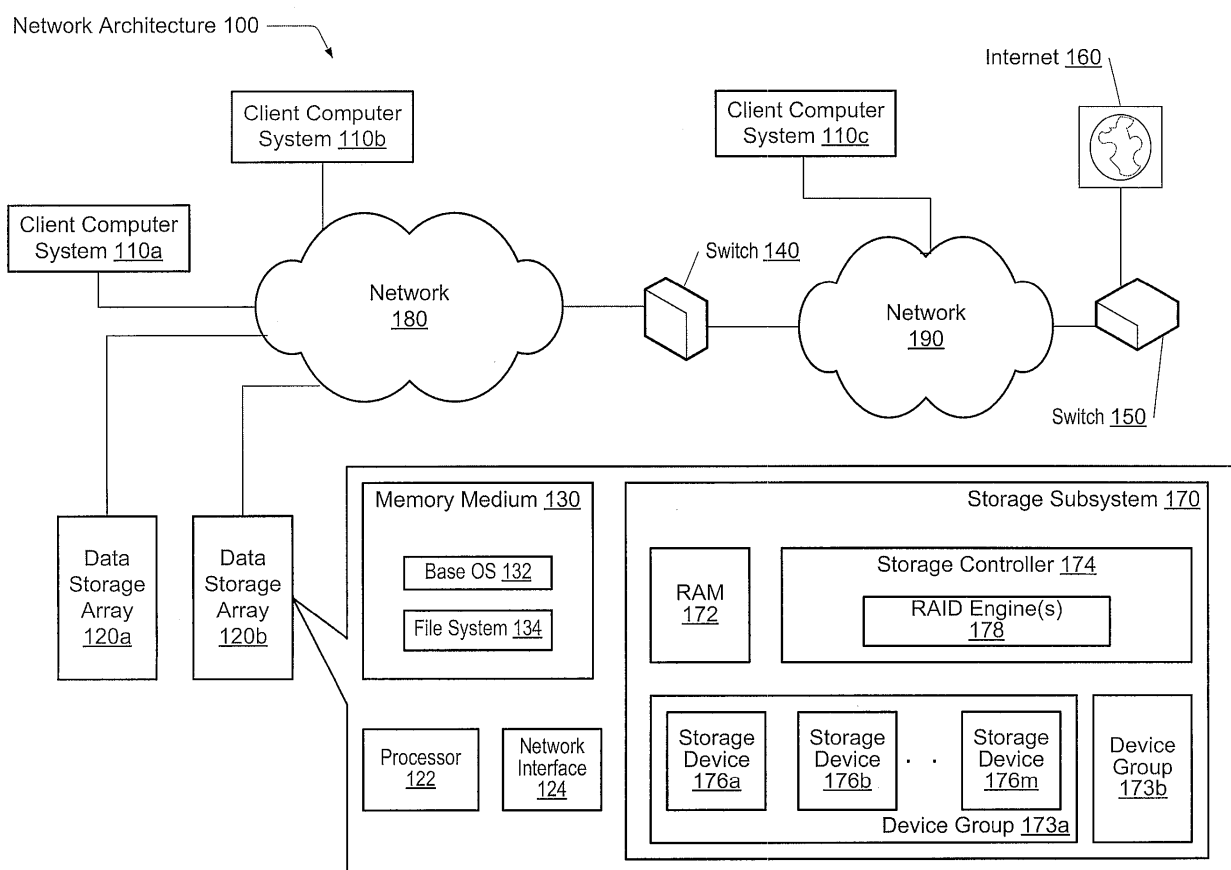 Network Architecture 100
Internet 160
Client Computer
System 110b
Client Computer
System 110c
Client Computer
System 110a
Switch 140
Network
180
Network
190
Switch 150
Memory Medium 130
Storage Subsystem 170
Data
Storage
Array
120a
Data
Storage
Array
120b
Base OS 132
File System 134
RAM
172
Storage Controller 174
RAID Engine(s)
178
Processor
122
Network
Interface
124
Storage
Device
176a
Storage
Device
176b
. .
Storage
Device
176m
Device Group 173a
Device
Group
173b